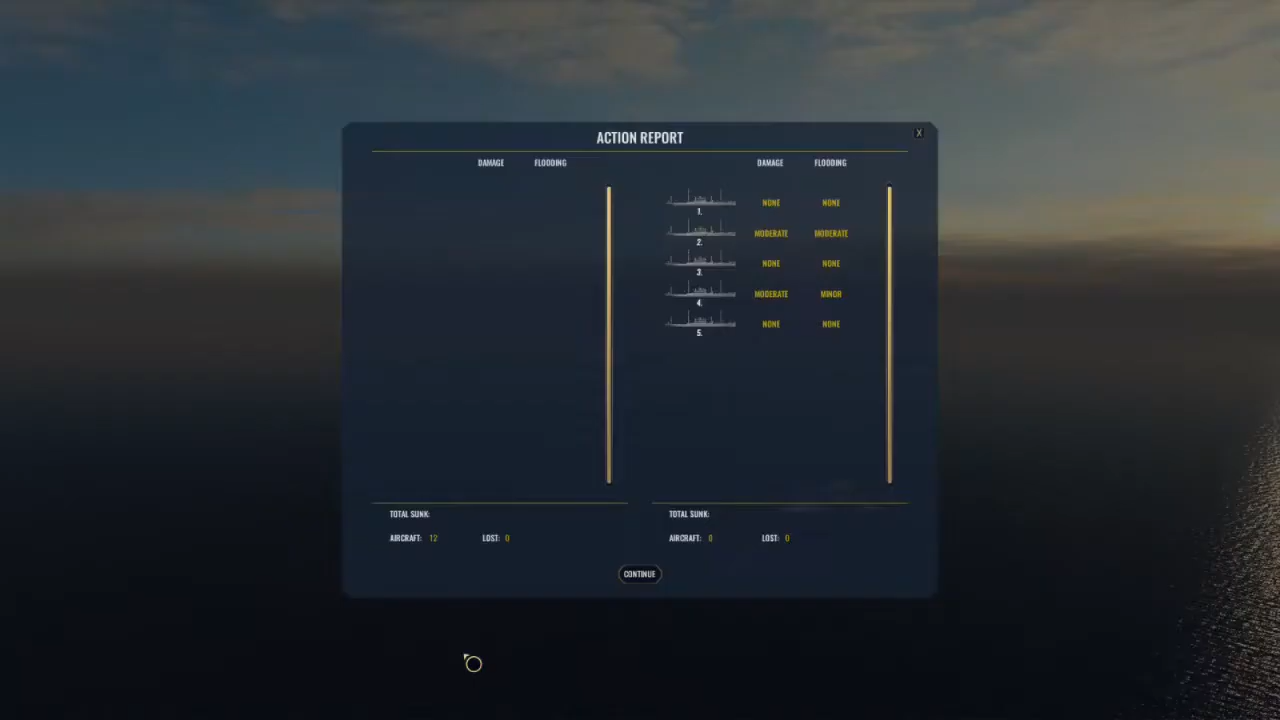 ACTION REPORT
X
DAMAGE FLOODING
DAMAGE FLOODING
NONE NONE
1.
MODERATE MODERATE
2.
NONE NONE
3.
MODERATE MINOR
4.
NONE NONE
5.
TOTAL SUNK:
AIRCRAFT: 12 LOST: 0
TOTAL SUNK:
AIRCRAFT: 0 LOST: 0
CONTINUE